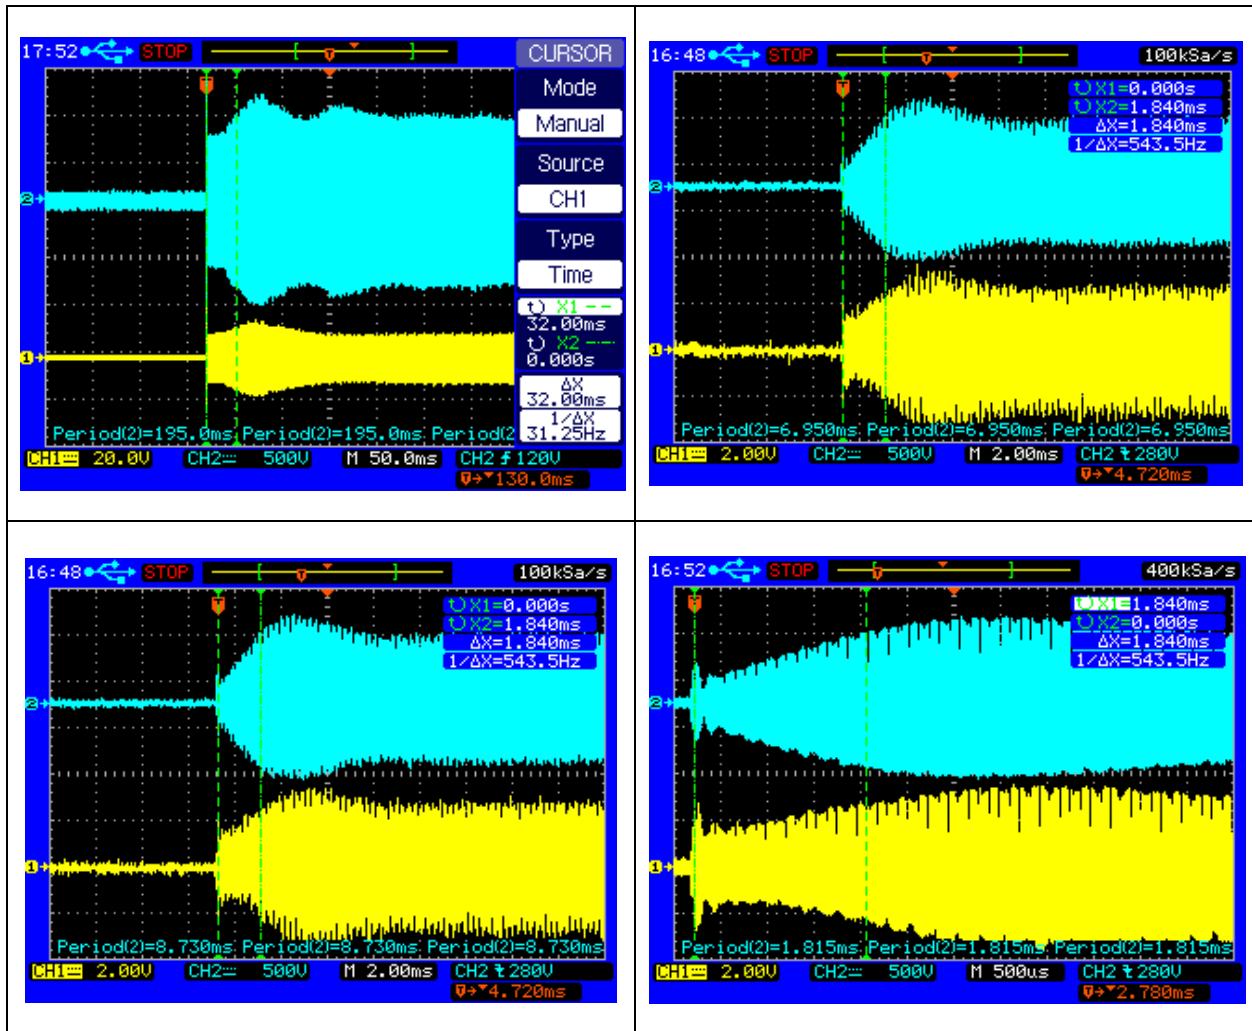 17:52 STOP CURSOR
Mode
Manual
Source
CH1
Type
Time
X1
32.00ms
X2
0.000s
ΔX
32.00ms
1/ΔX
31.25Hz
2
1
Period(2)=195.0ms Period(2)=195.0ms Period(2
CH1 20.0V CH2 500V M 50.0ms CH2 120V
130.0ms
16:48 STOP 100kSa/s
X1=0.000s
X2=1.840ms
ΔX=1.840ms
1/ΔX=543.5Hz
2
1
Period(2)=6.950ms Period(2)=6.950ms Period(2)=6.950ms
CH1 2.00V CH2 500V M 2.00ms CH2 280V
4.720ms
16:48 STOP 100kSa/s
X1=0.000s
X2=1.840ms
ΔX=1.840ms
1/ΔX=543.5Hz
2
1
Period(2)=8.730ms Period(2)=8.730ms Period(2)=8.730ms
CH1 2.00V CH2 500V M 2.00ms CH2 280V
4.720ms
16:52 STOP 400kSa/s
X1=1.840ms
X2=0.000s
ΔX=1.840ms
1/ΔX=543.5Hz
2
1
Period(2)=1.815ms Period(2)=1.815ms Period(2)=1.815ms
CH1 2.00V CH2 500V M 500us CH2 280V
2.780ms